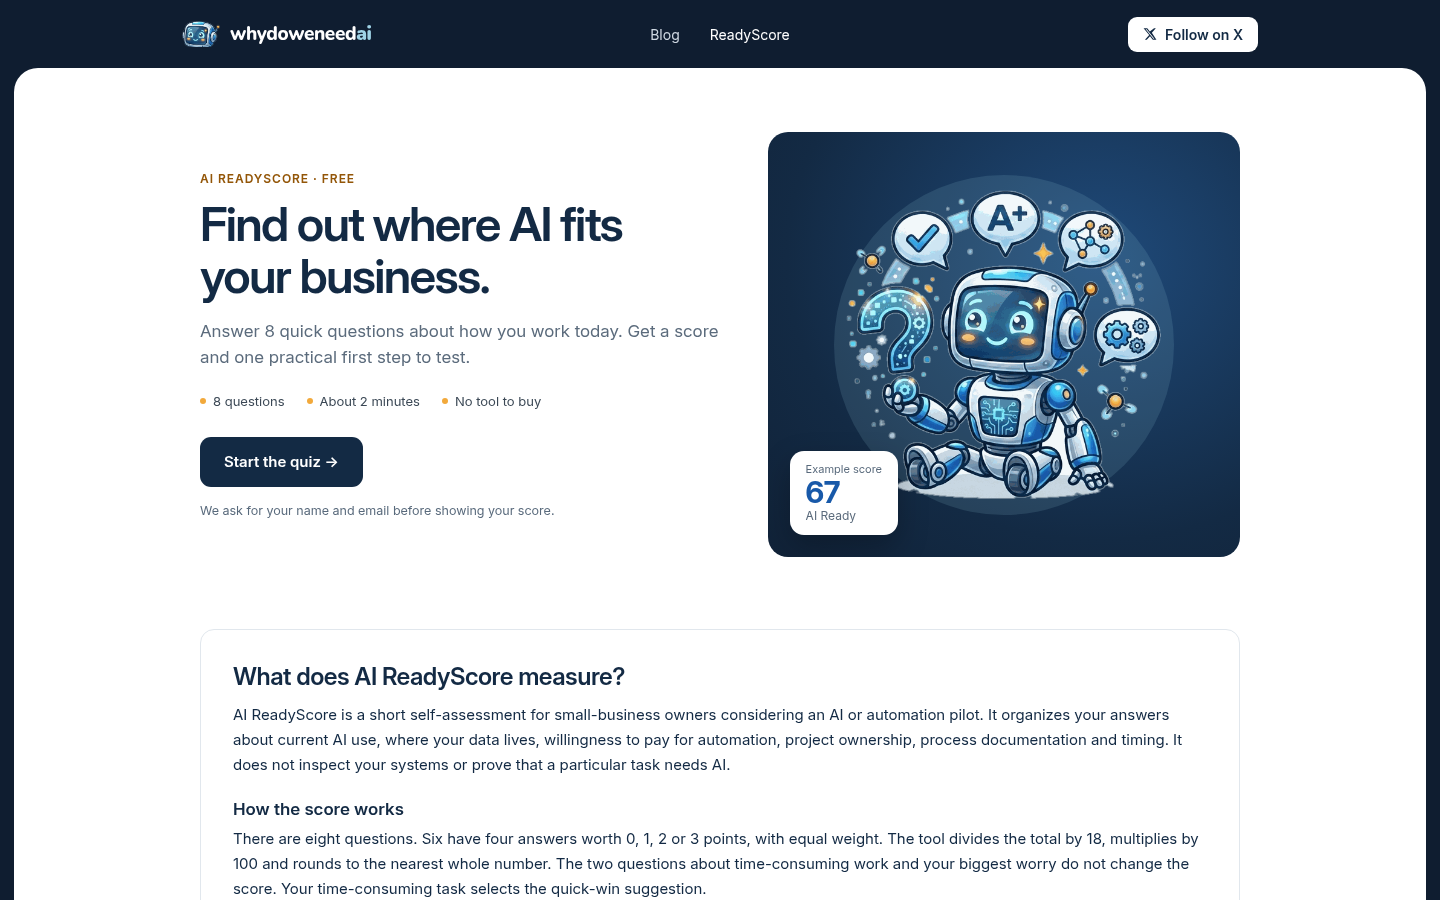 whydoweneedai
Blog
ReadyScore
Follow on X
AI READYSCORE · FREE
Find out where AI fits
your business.
Answer 8 quick questions about how you work today. Get a score
and one practical first step to test.
8 questions
About 2 minutes
No tool to buy
Start the quiz →
We ask for your name and email before showing your score.
A+
Example score
67
AI Ready
What does AI ReadyScore measure?
AI ReadyScore is a short self-assessment for small-business owners considering an AI or automation pilot. It organizes your answers
about current AI use, where your data lives, willingness to pay for automation, project ownership, process documentation and timing. It
does not inspect your systems or prove that a particular task needs AI.
How the score works
There are eight questions. Six have four answers worth 0, 1, 2 or 3 points, with equal weight. The tool divides the total by 18, multiplies by
100 and rounds to the nearest whole number. The two questions about time-consuming work and your biggest worry do not change the
score. Your time-consuming task selects the quick-win suggestion.